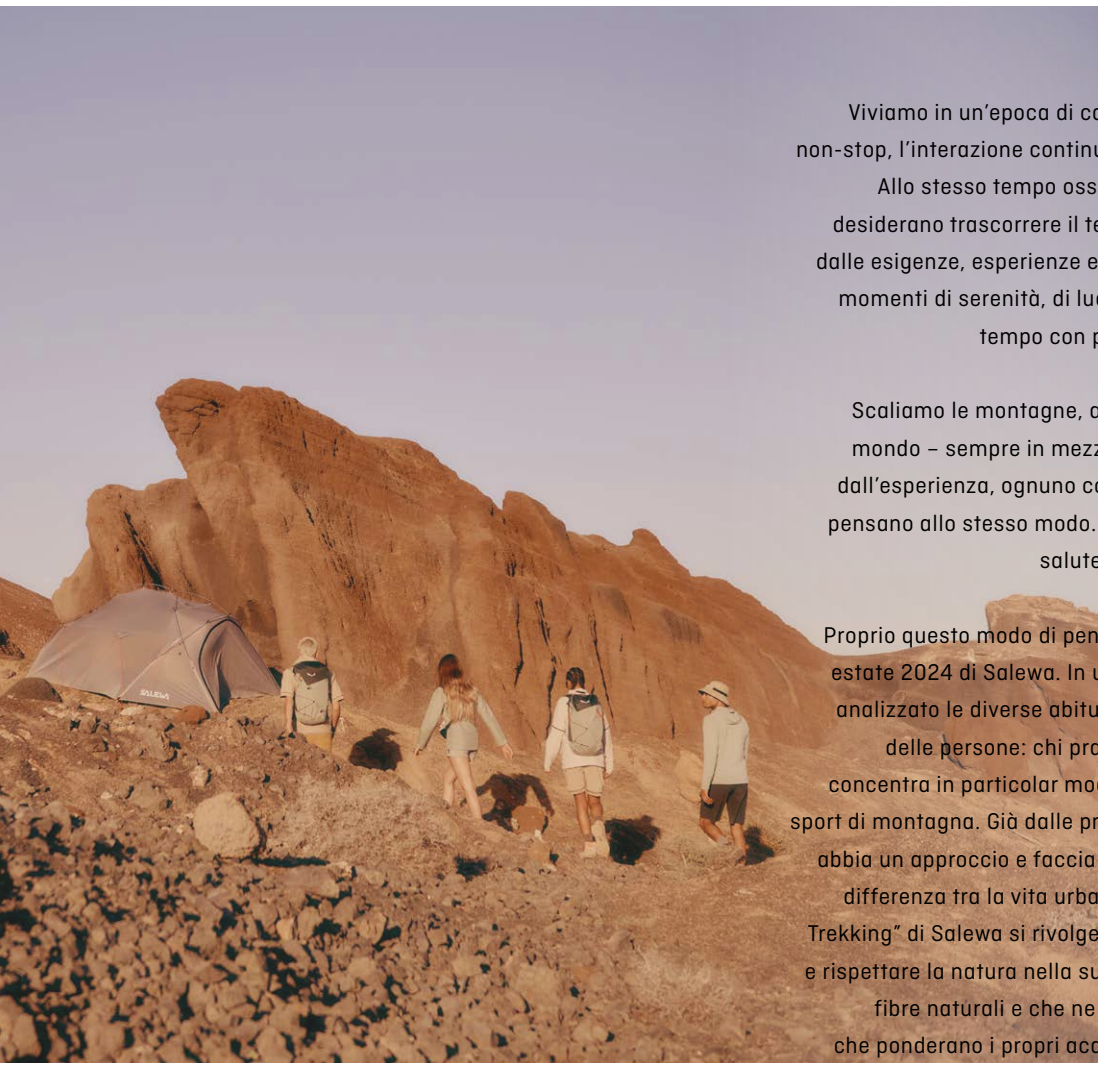 Viviamo in un’epoca di co
non-stop, l’interazione continu
Allo stesso tempo oss
desiderano trascorrere il te
dalle esigenze, esperienze e
momenti di serenità, di lu
tempo con p
Scaliamo le montagne, a
mondo – sempre in mezz
dall’esperienza, ognuno co
pensano allo stesso modo.
salute
Proprio questo modo di pen
estate 2024 di Salewa. In u
analizzato le diverse abitu
delle persone: chi pra
concentra in particolar mod
sport di montagna. Già dalle pr
abbia un approccio e faccia
differenza tra la vita urba
Trekking” di Salewa si rivolge
e rispettare la natura nella su
fibre naturali e che ne
che ponderano i propri acq
SALEWA